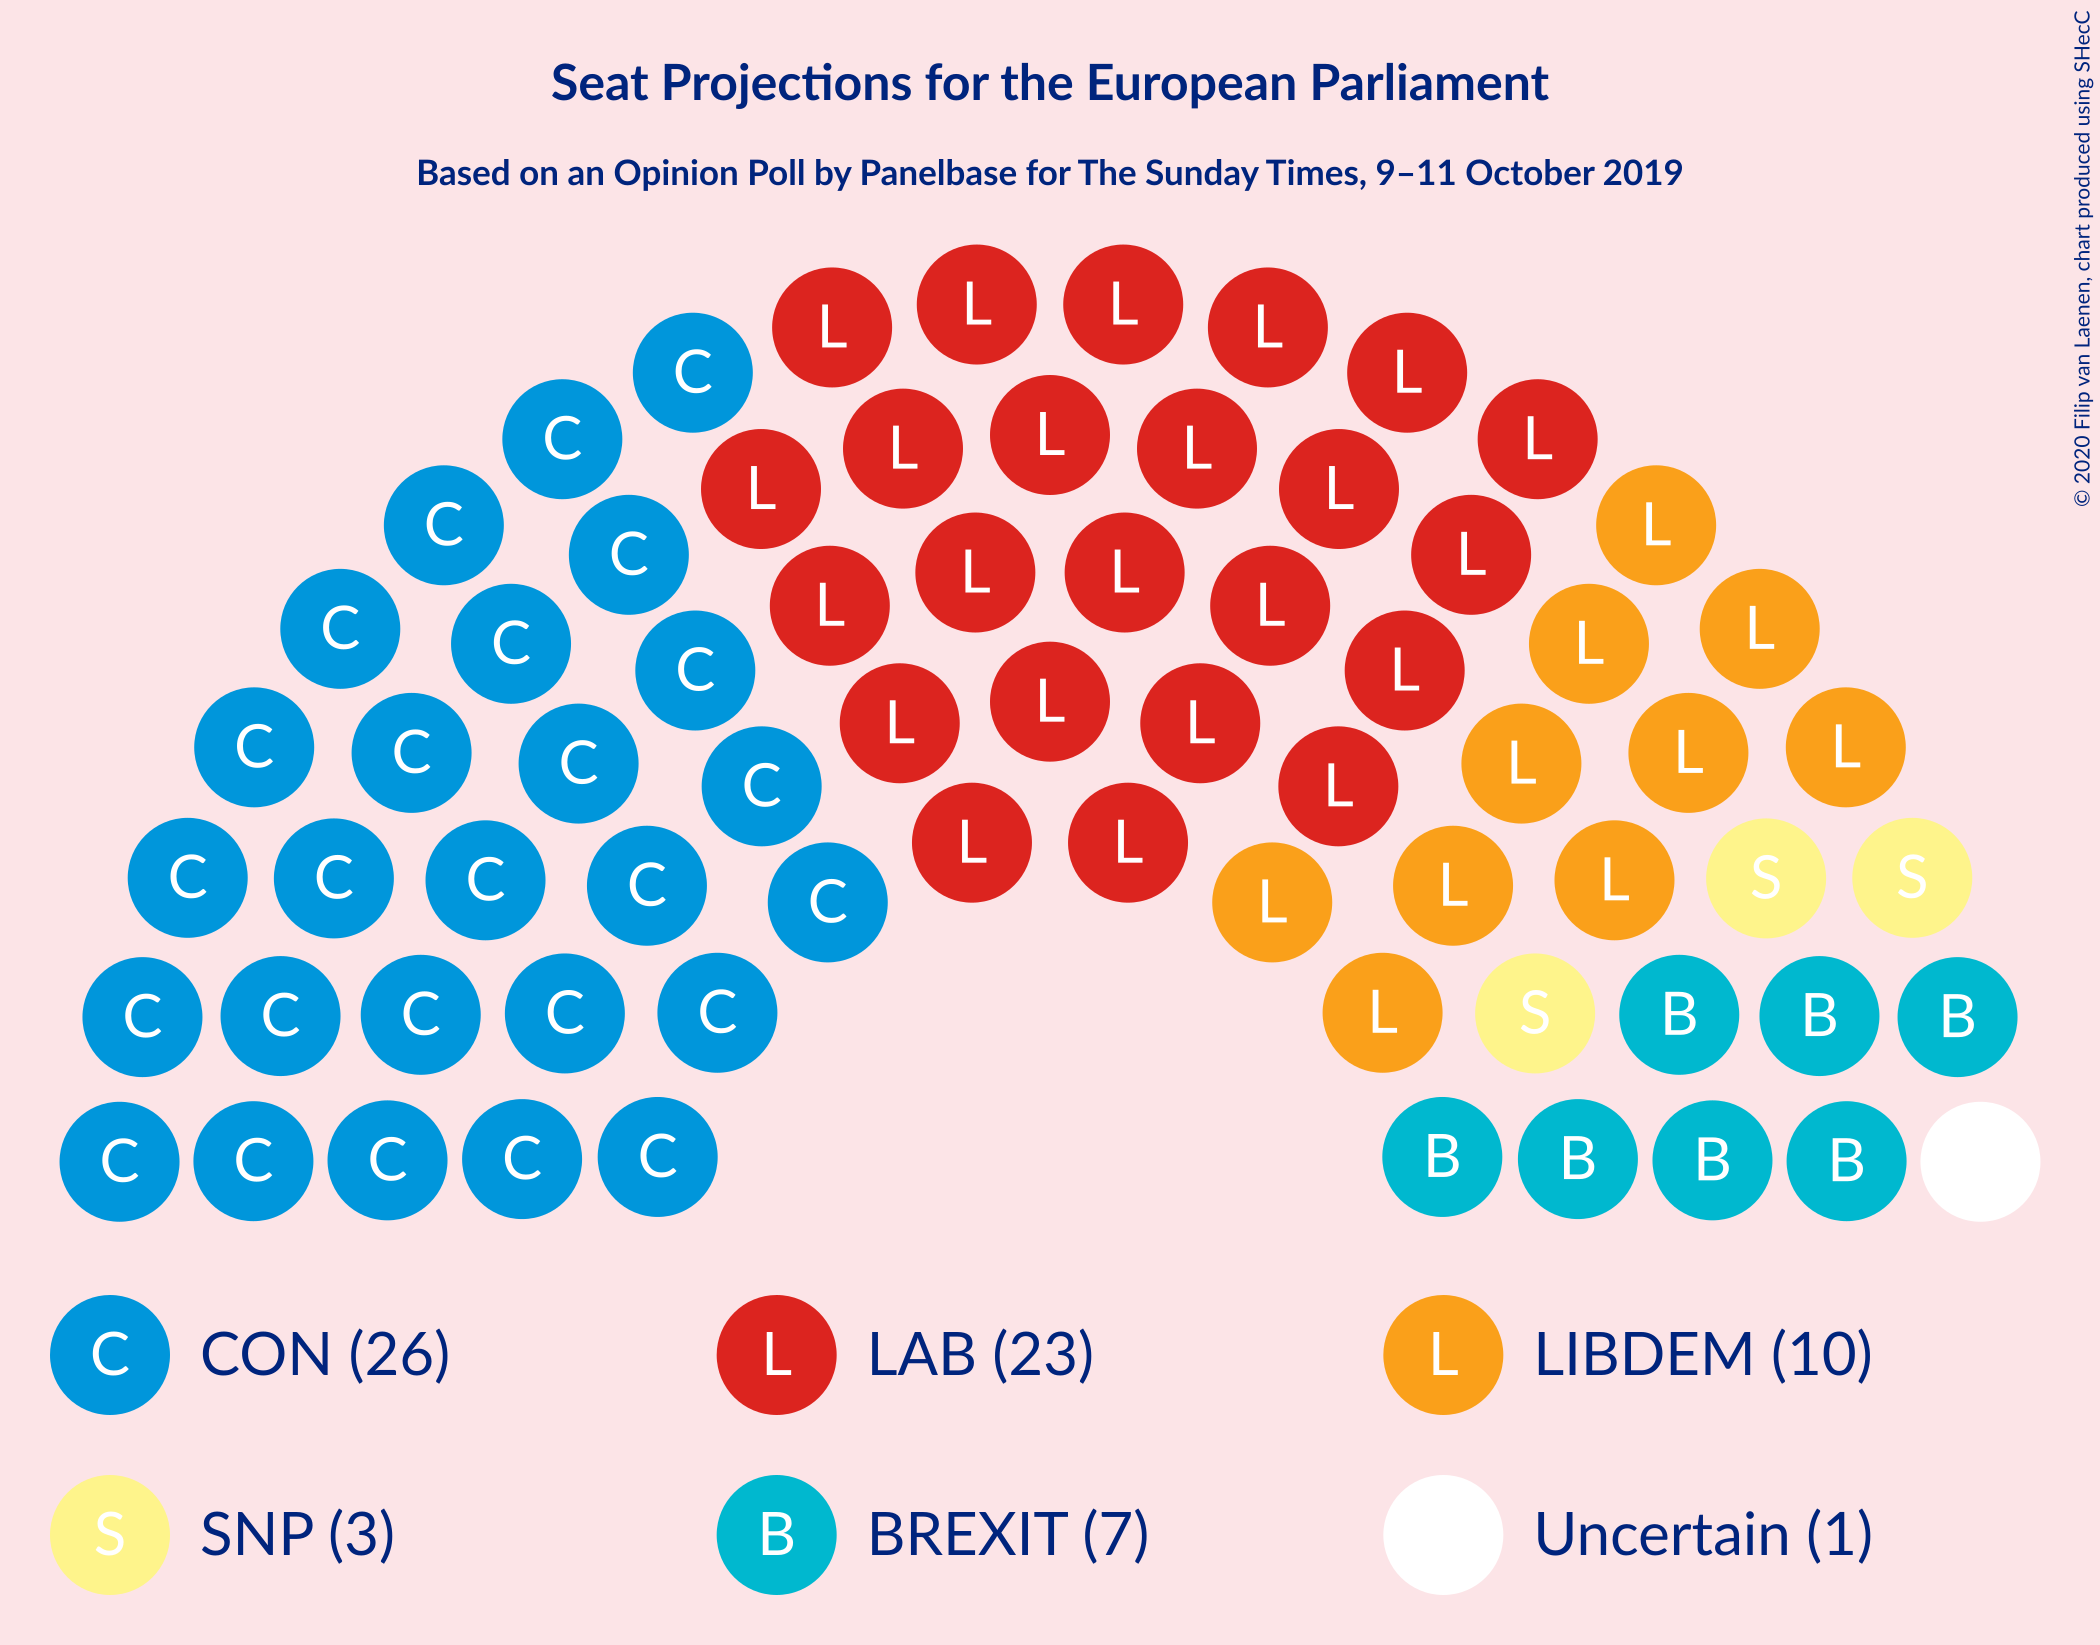 Seat Projections for the European Parliament
Based on an Opinion Poll by Panelbase for The Sunday Times, 9–11 October 2019
© 2020 Filip van Laenen, chart produced using SHecC
L L
L L
C L
C L
L
L L
C L
L L
C L
C L
L L
L L
C L
C L
C L
L
C L
L L
C L
C L
C L
C L
L L
C L
C C C C S S
C L L L
C C C C C L S B B B
C C C C C B B B B
C CON (26) L LAB (23) L LIBDEM (10)
S SNP (3) B BREXIT (7) Uncertain (1)